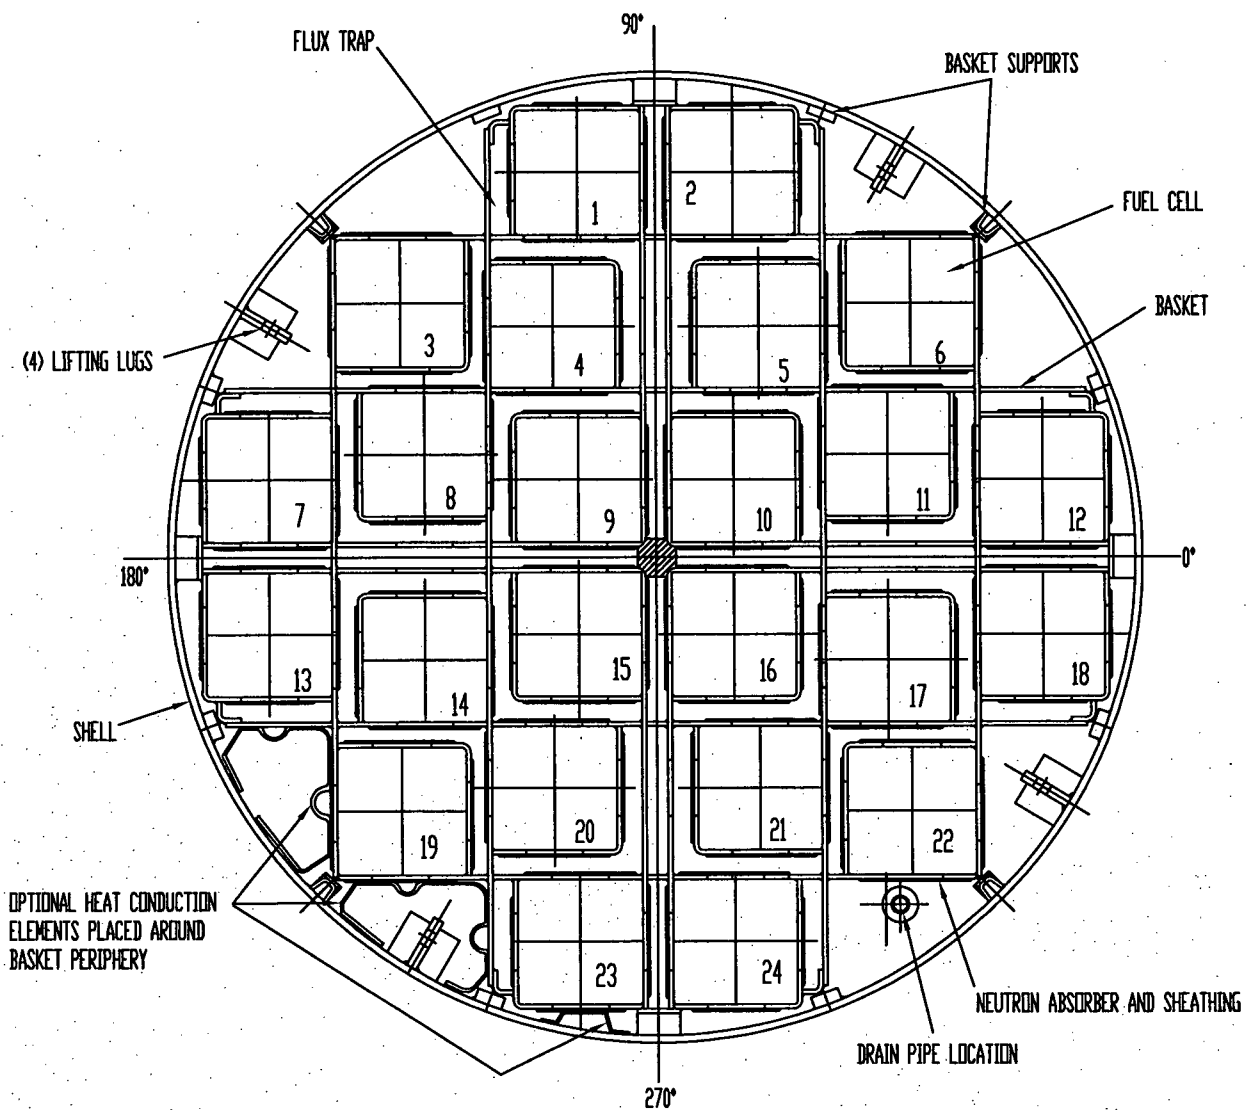 90°
FLUX TRAP
BASKET SUPPORTS
1
2
FUEL CELL
BASKET
3
4
5
6
(4) LIFTING LUGS
7
8
9
10
11
12
180°
0°
13
14
15
16
17
18
SHELL
19
20
21
22
OPTIONAL HEAT CONDUCTION
ELEMENTS PLACED AROUND
BASKET PERIPHERY
23
24
NEUTRON ABSORBER AND SHEATHING
DRAIN PIPE LOCATION
270°